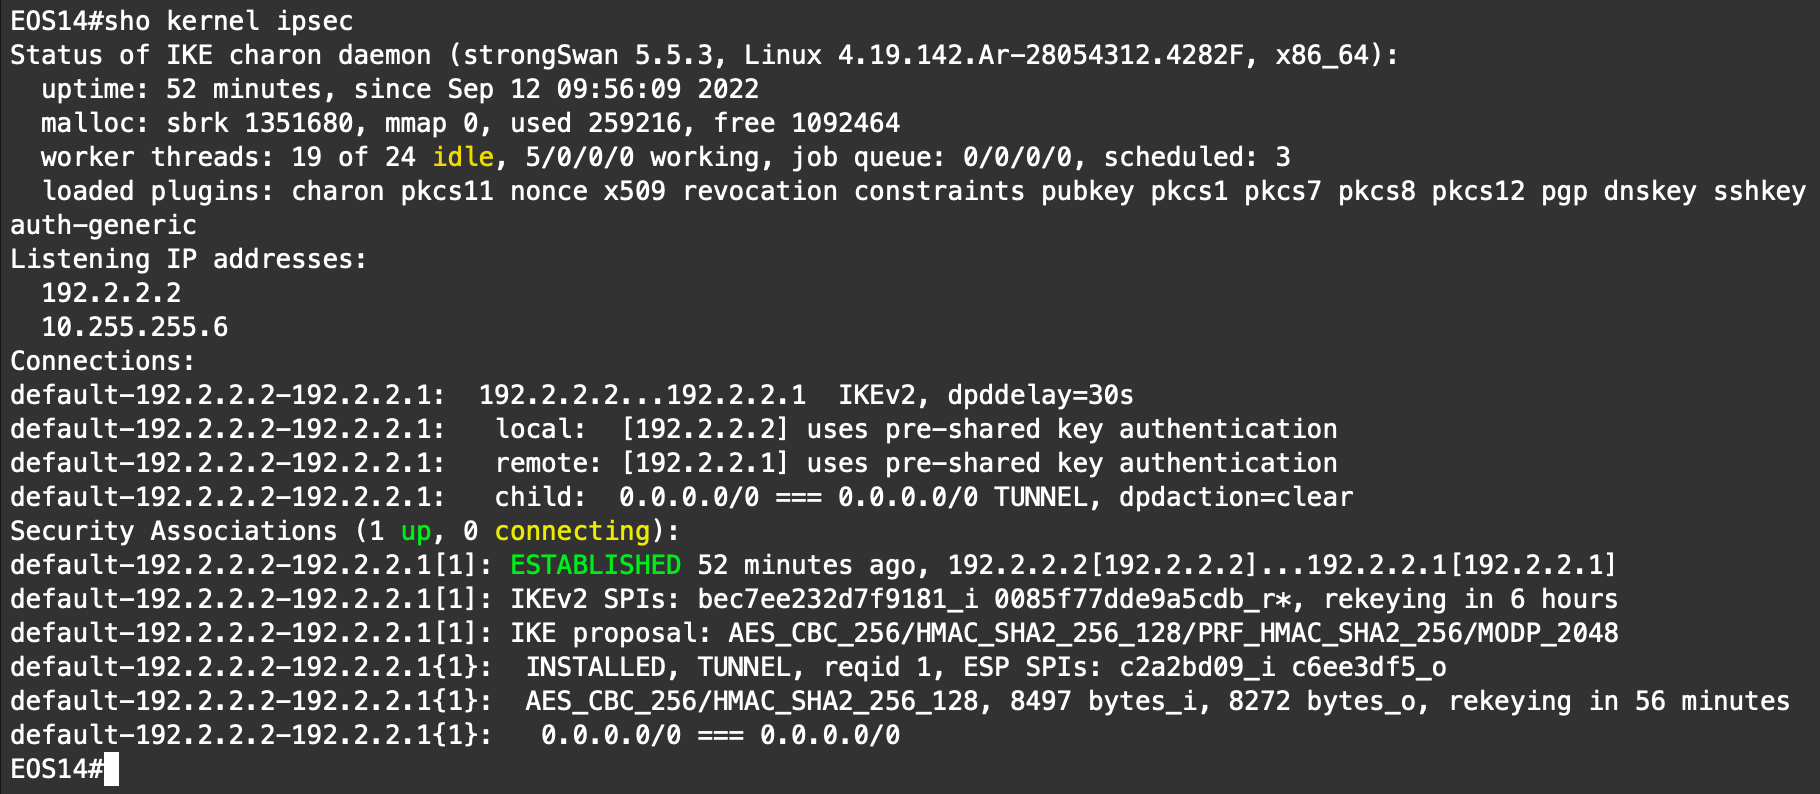 EOS14#sho kernel ipsec
Status of IKE charon daemon (strongSwan 5.5.3, Linux 4.19.142.Ar-28054312.4282F, x86_64):
  uptime: 52 minutes, since Sep 12 09:56:09 2022
  malloc: sbrk 1351680, mmap 0, used 259216, free 1092464
  worker threads: 19 of 24 idle, 5/0/0/0 working, job queue: 0/0/0/0, scheduled: 3
  loaded plugins: charon pkcs11 nonce x509 revocation constraints pubkey pkcs1 pkcs7 pkcs8 pkcs12 pgp dnskey sshkey
auth-generic
Listening IP addresses:
  192.2.2.2
  10.255.255.6
Connections:
default-192.2.2.2-192.2.2.1:  192.2.2.2...192.2.2.1  IKEv2, dpddelay=30s
default-192.2.2.2-192.2.2.1:   local:  [192.2.2.2] uses pre-shared key authentication
default-192.2.2.2-192.2.2.1:   remote: [192.2.2.1] uses pre-shared key authentication
default-192.2.2.2-192.2.2.1:   child:  0.0.0.0/0 === 0.0.0.0/0 TUNNEL, dpdaction=clear
Security Associations (1 up, 0 connecting):
default-192.2.2.2-192.2.2.1[1]: ESTABLISHED 52 minutes ago, 192.2.2.2[192.2.2.2]...192.2.2.1[192.2.2.1]
default-192.2.2.2-192.2.2.1[1]: IKEv2 SPIs: bec7ee232d7f9181_i 0085f77dde9a5cdb_r*, rekeying in 6 hours
default-192.2.2.2-192.2.2.1[1]: IKE proposal: AES_CBC_256/HMAC_SHA2_256_128/PRF_HMAC_SHA2_256/MODP_2048
default-192.2.2.2-192.2.2.1{1}:  INSTALLED, TUNNEL, reqid 1, ESP SPIs: c2a2bd09_i c6ee3df5_o
default-192.2.2.2-192.2.2.1{1}:  AES_CBC_256/HMAC_SHA2_256_128, 8497 bytes_i, 8272 bytes_o, rekeying in 56 minutes
default-192.2.2.2-192.2.2.1{1}:   0.0.0.0/0 === 0.0.0.0/0
EOS14#